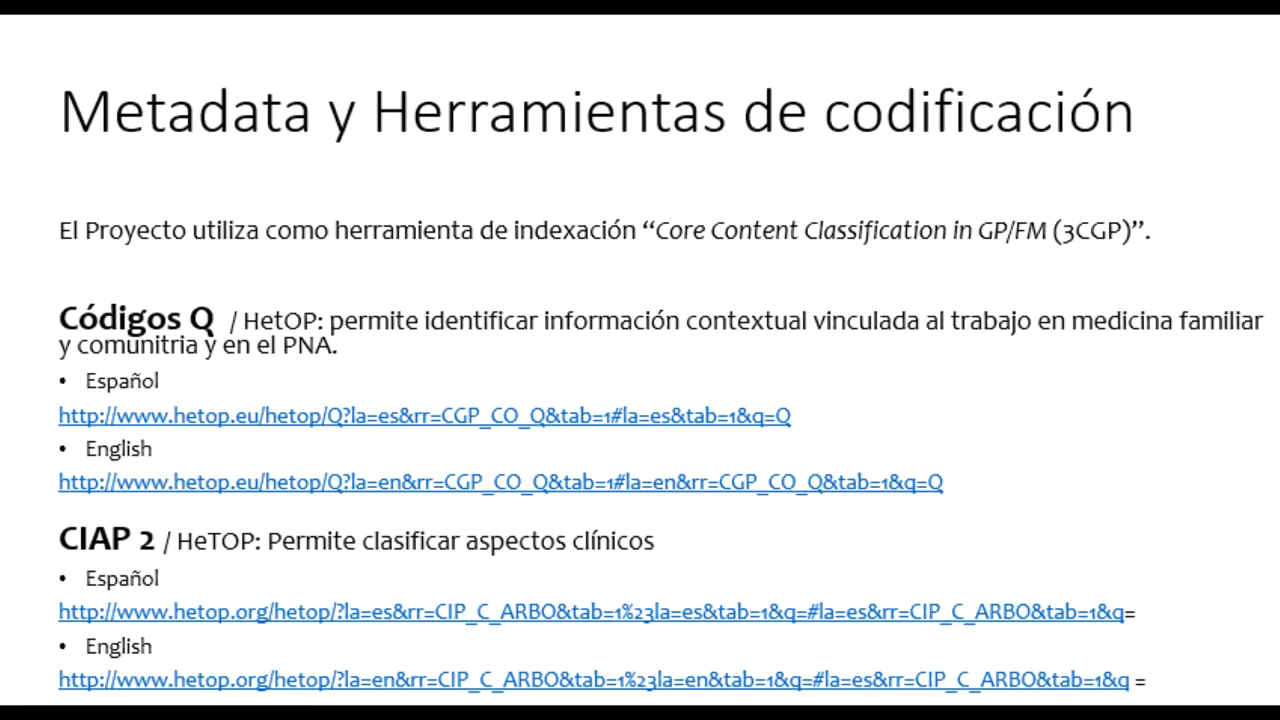 Metadata y Herramientas de codificación
El Proyecto utiliza como herramienta de indexación “Core Content Classification in GP/FM (3CGP)”.
Códigos Q / HetOP: permite identificar información contextual vinculada al trabajo en medicina familiar
y comunitria y en el PNA.
• Español
http://www.hetop.eu/hetop/Q?la=es&rr=CGP_CO_Q&tab=1#la=es&tab=1&q=Q
• English
http://www.hetop.eu/hetop/Q?la=en&rr=CGP_CO_Q&tab=1#la=en&rr=CGP_CO_Q&tab=1&q=Q
CIAP 2 / HeTOP: Permite clasificar aspectos clínicos
• Español
http://www.hetop.org/hetop/?la=es&rr=CIP_C_ARBO&tab=1%23la=es&tab=1&q=#la=es&rr=CIP_C_ARBO&tab=1&q=
• English
http://www.hetop.org/hetop/?la=en&rr=CIP_C_ARBO&tab=1%23la=en&tab=1&q=#la=es&rr=CIP_C_ARBO&tab=1&q =